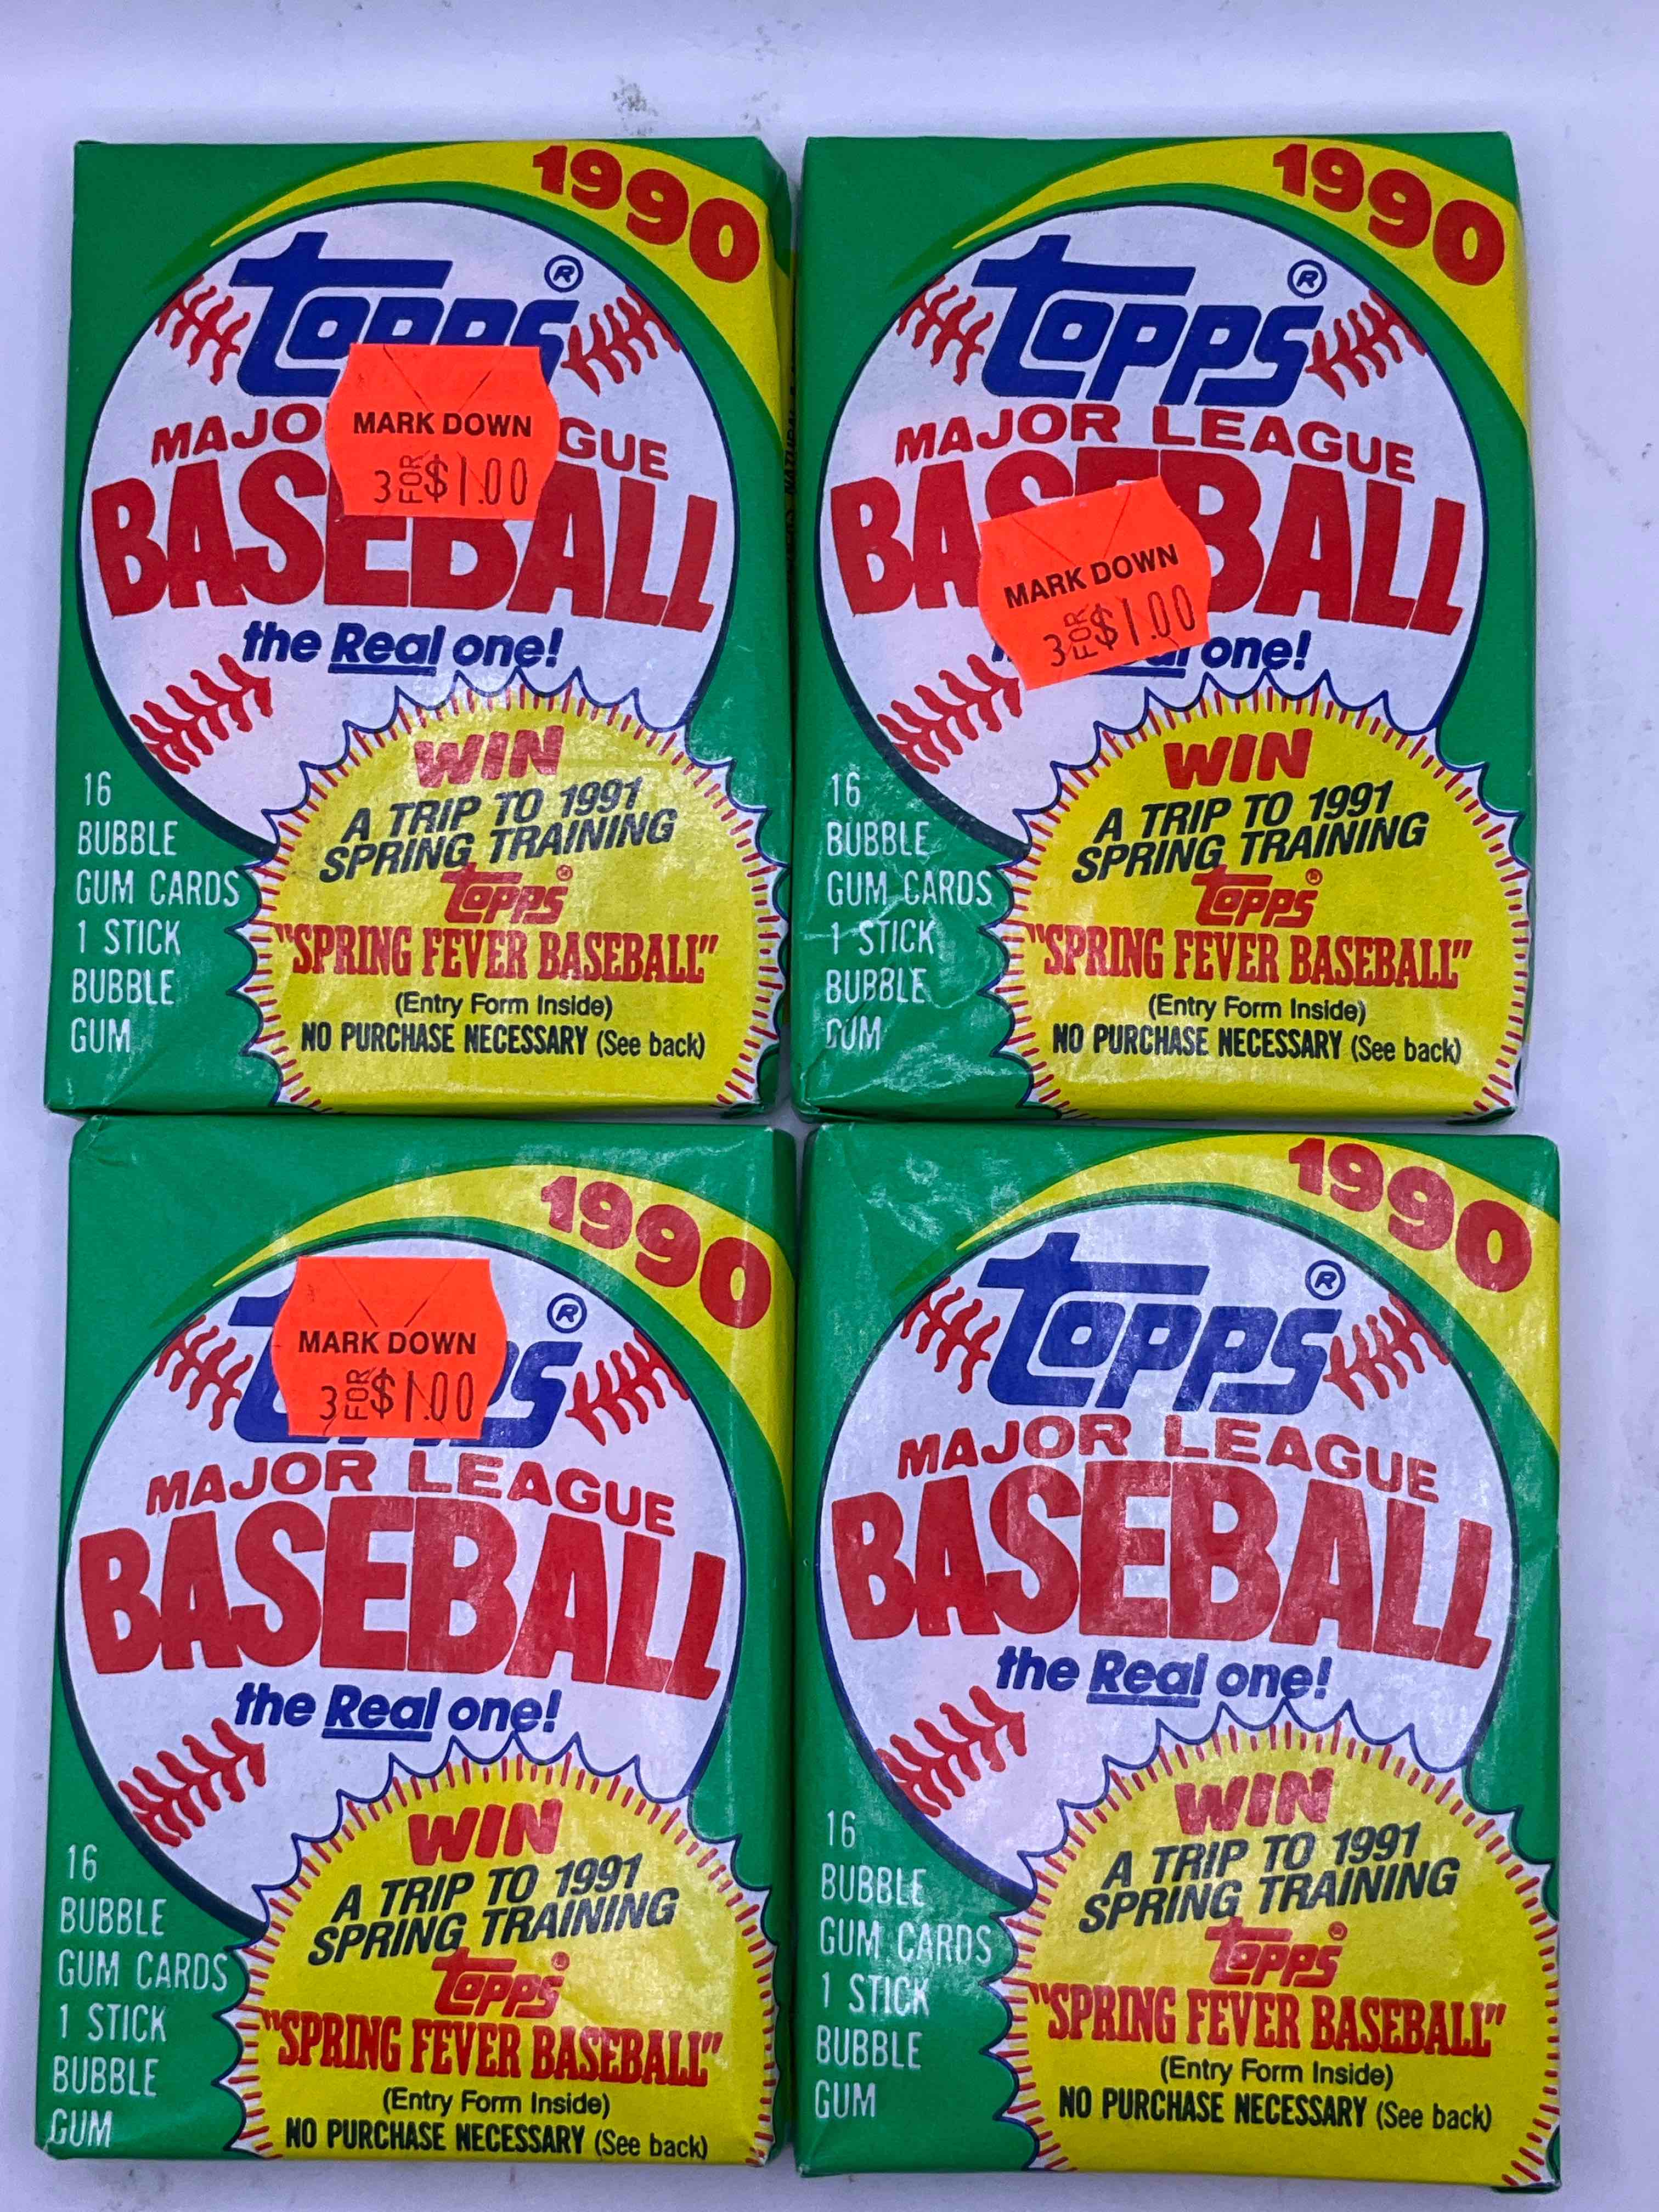 1990
Topps®
MARK DOWN
3 FOR $1.00
BASEBALL
the Real one!
16
BUBBLE
GUM CARDS
1 STICK
BUBBLE
GUM
WIN
A TRIP TO 1991
SPRING TRAINING
Topps®
"SPRING FEVER BASEBALL"
(Entry Form Inside)
NO PURCHASE NECESSARY (See back)
1990
Topps®
MAJOR LEAGUE
BASEBALL
MARK DOWN
3 FOR $1.00
one!
16
BUBBLE
GUM CARDS
1 STICK
BUBBLE
GUM
WIN
A TRIP TO 1991
SPRING TRAINING
Topps®
"SPRING FEVER BASEBALL"
(Entry Form Inside)
NO PURCHASE NECESSARY (See back)
1990
®
MARK DOWN
3 FOR $1.00
MAJOR LEAGUE
BASEBALL
the Real one!
16
BUBBLE
GUM CARDS
1 STICK
BUBBLE
GUM
WIN
A TRIP TO 1991
SPRING TRAINING
Topps®
"SPRING FEVER BASEBALL"
(Entry Form Inside)
NO PURCHASE NECESSARY (See back)
1990
Topps®
MAJOR LEAGUE
BASEBALL
the Real one!
16
BUBBLE
GUM CARDS
1 STICK
BUBBLE
GUM
WIN
A TRIP TO 1991
SPRING TRAINING
Topps®
"SPRING FEVER BASEBALL"
(Entry Form Inside)
NO PURCHASE NECESSARY (See back)